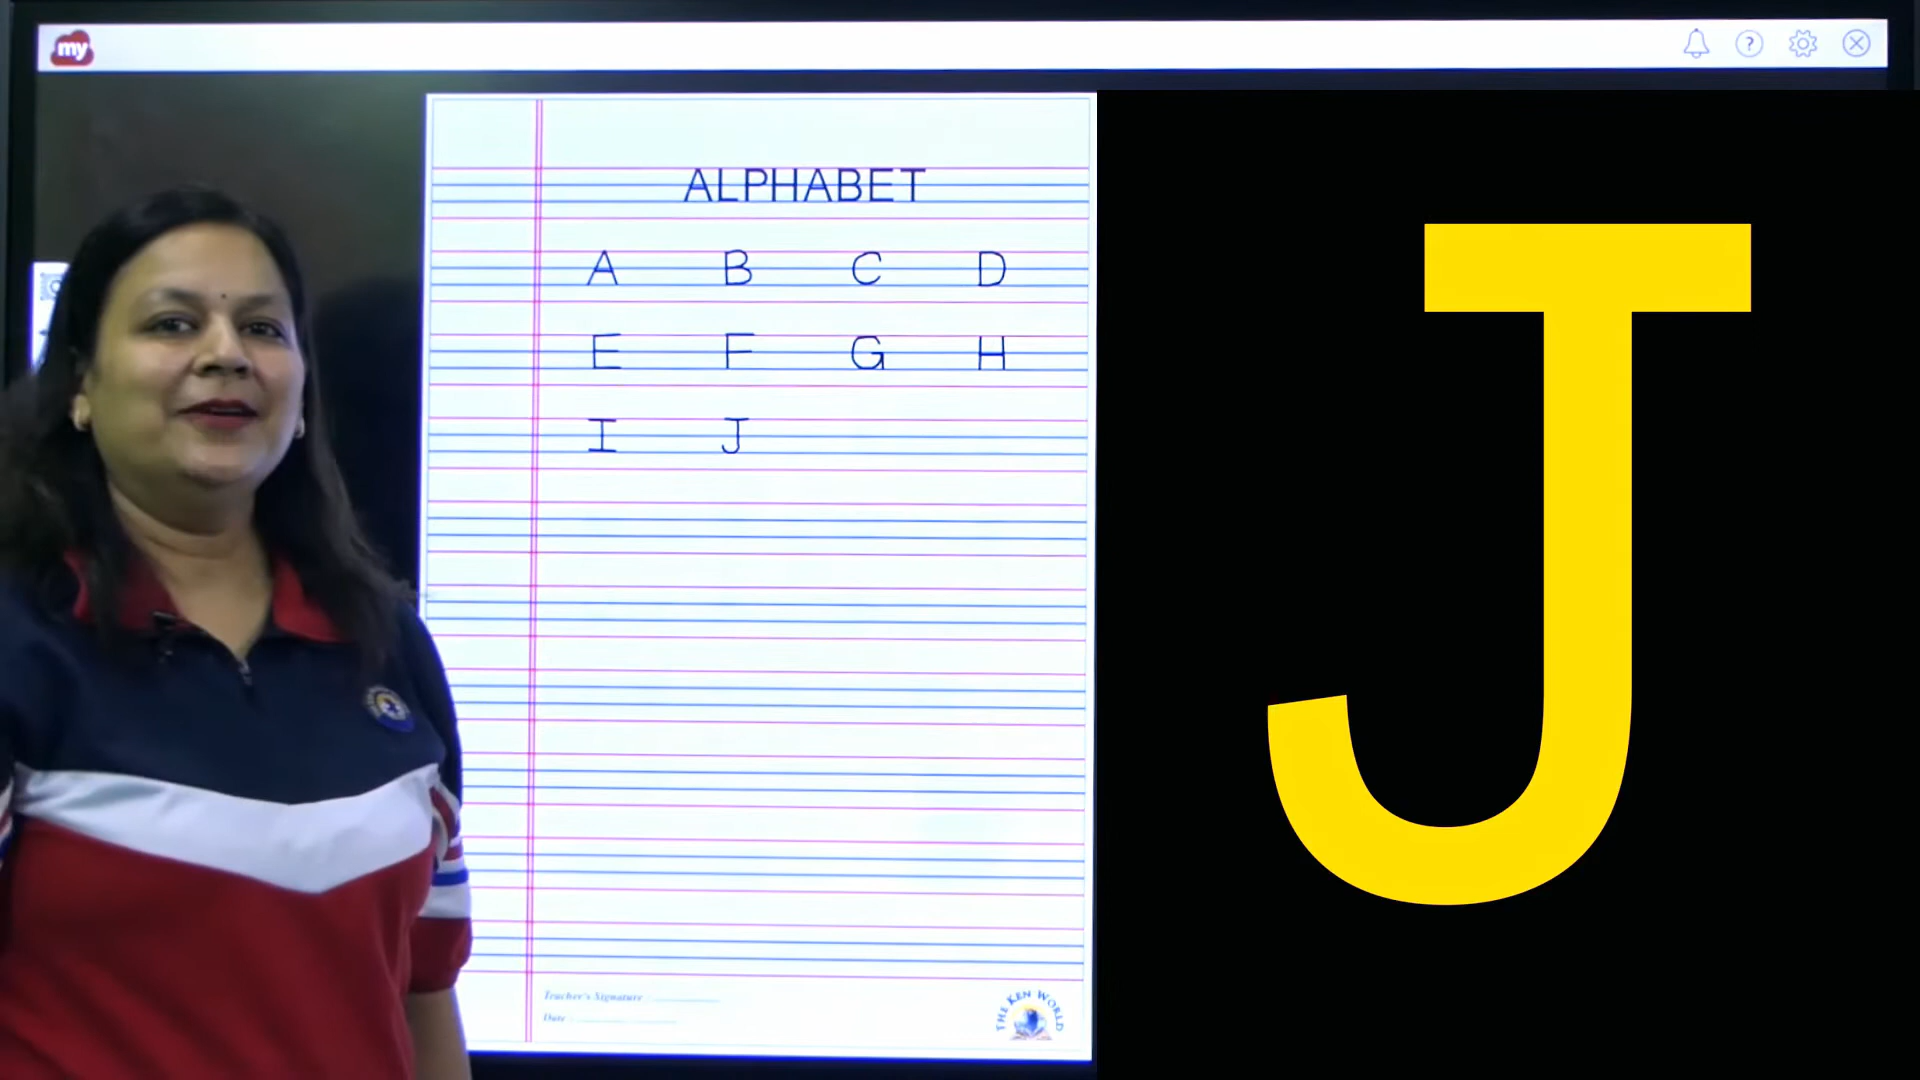 my
ALPHABET
A B C D
E F G H
I J
J
Teacher's Signature
Date
THE KEN WORLD